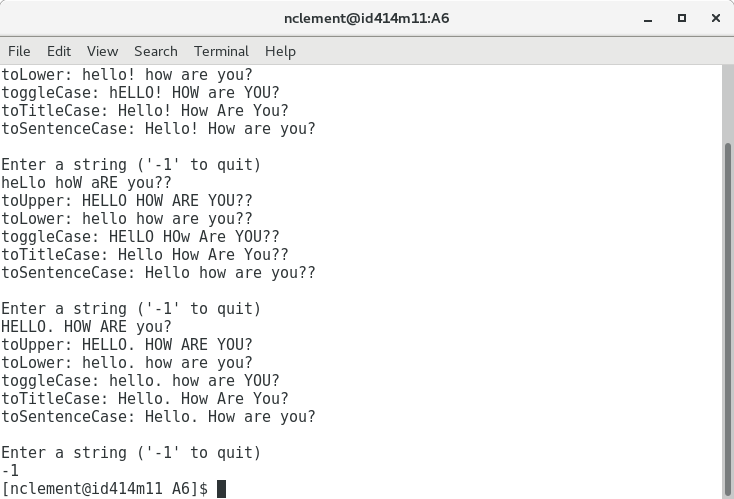 nclement@id414m11:A6
File Edit View Search Terminal Help
toLower: hello! how are you?
toggleCase: hELLO! HOW are YOU?
toTitleCase: Hello! How Are You?
toSentenceCase: Hello! How are you?
Enter a string ('-1' to quit)
heLlo hoW aRE you??
toUpper: HELLO HOW ARE YOU??
toLower: hello how are you??
toggleCase: HElLO HOw Are YOU??
toTitleCase: Hello How Are You??
toSentenceCase: Hello how are you??
Enter a string ('-1' to quit)
HELLO. HOW ARE you?
toUpper: HELLO. HOW ARE YOU?
toLower: hello. how are you?
toggleCase: hello. how are YOU?
toTitleCase: Hello. How Are You?
toSentenceCase: Hello. How are you?
Enter a string ('-1' to quit)
-1
[nclement@id414m11 A6]$